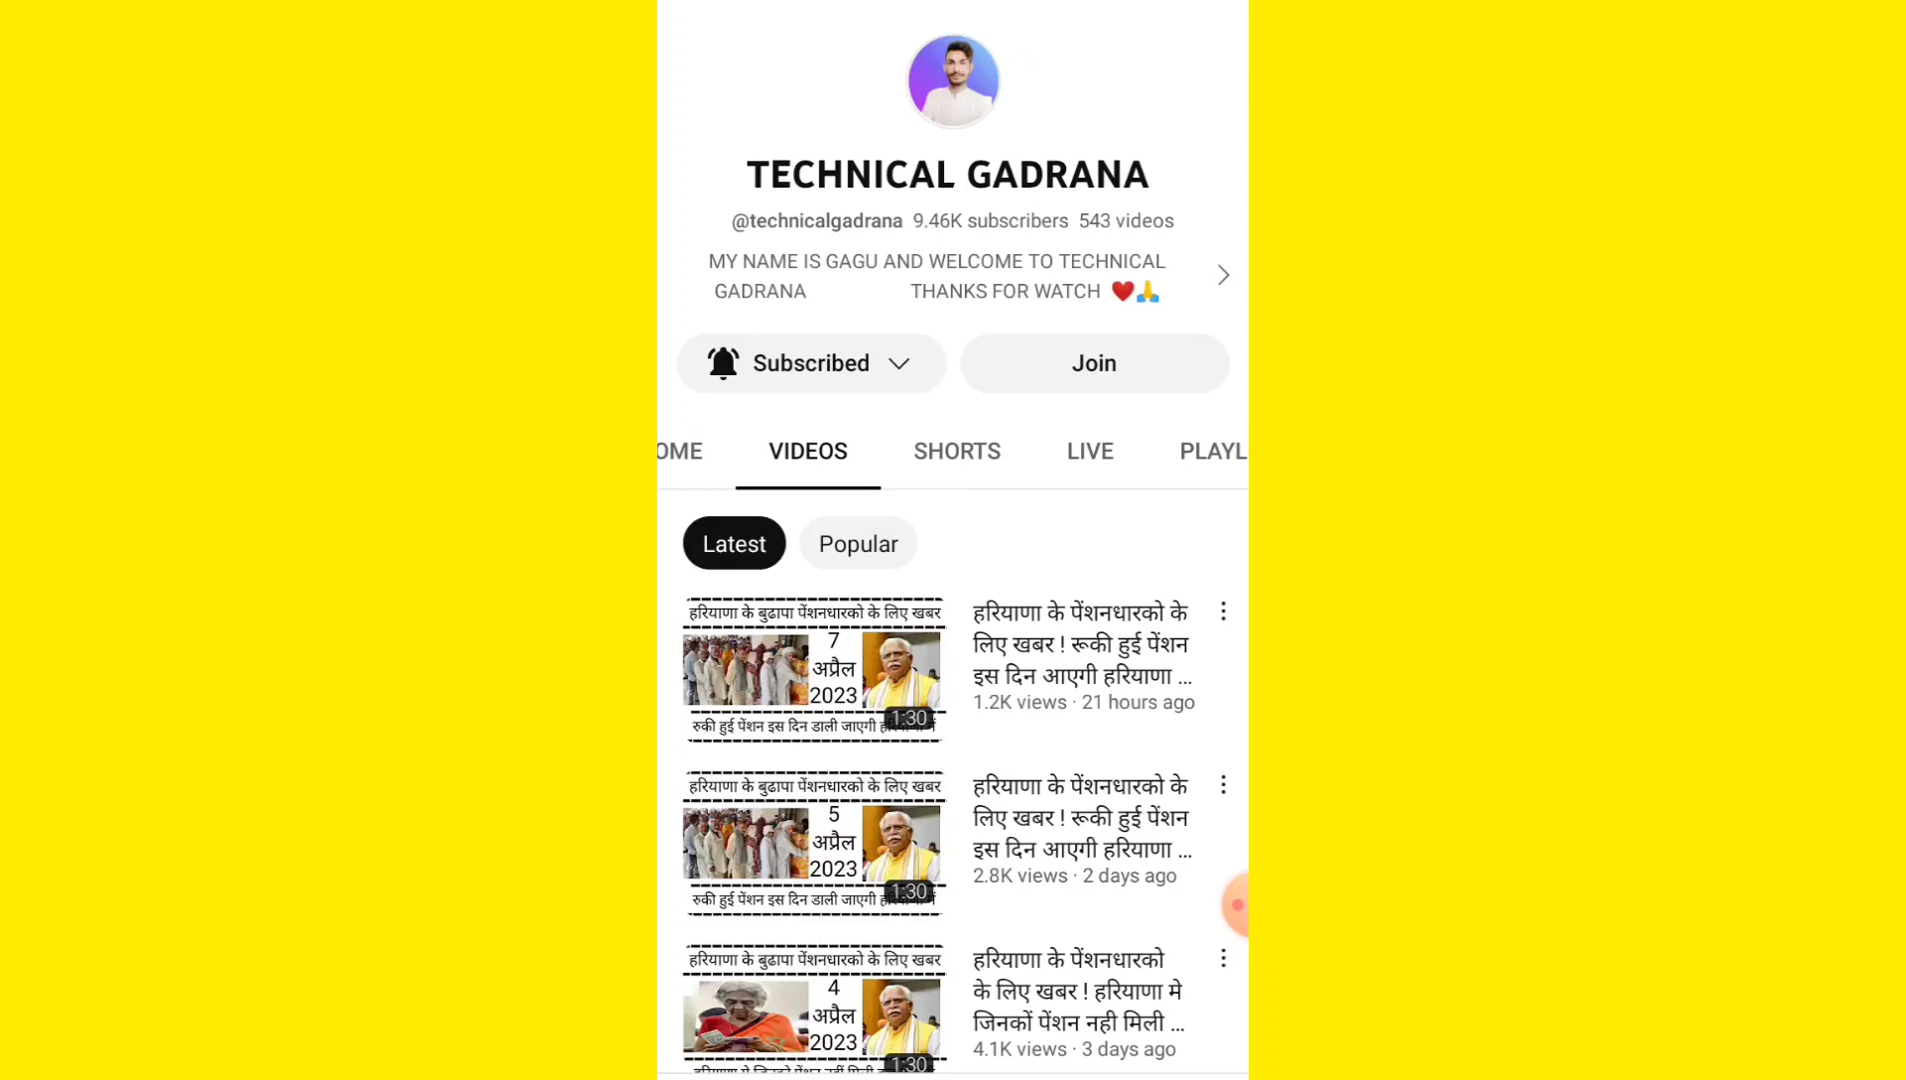 TECHNICAL GADRANA
@technicalgadrana 9.46K subscribers 543 videos
MY NAME IS GAGU AND WELCOME TO TECHNICAL
GADRANA THANKS FOR WATCH ❤️🙏
Subscribed
Join
OME VIDEOS SHORTS LIVE PLAYL
Latest Popular
हरियाणा के बुढापा पेंशनधारको के लिए खबर
7
अप्रैल
2023
1:30
रुकी हुई पेंशन इस दिन डाली जाएगी
हरियाणा के पेंशनधारको के
लिए खबर ! रूकी हुई पेंशन
इस दिन आएगी हरियाणा ...
1.2K views · 21 hours ago
हरियाणा के बुढापा पेंशनधारको के लिए खबर
5
अप्रैल
2023
1:30
रुकी हुई पेंशन इस दिन डाली जाएगी
हरियाणा के पेंशनधारको के
लिए खबर ! रूकी हुई पेंशन
इस दिन आएगी हरियाणा ...
2.8K views · 2 days ago
हरियाणा के बुढापा पेंशनधारको के लिए खबर
4
अप्रैल
2023
1:30
हरियाणा के पेंशनधारको
के लिए खबर ! हरियाणा मे
जिनकों पेंशन नही मिली ...
4.1K views · 3 days ago